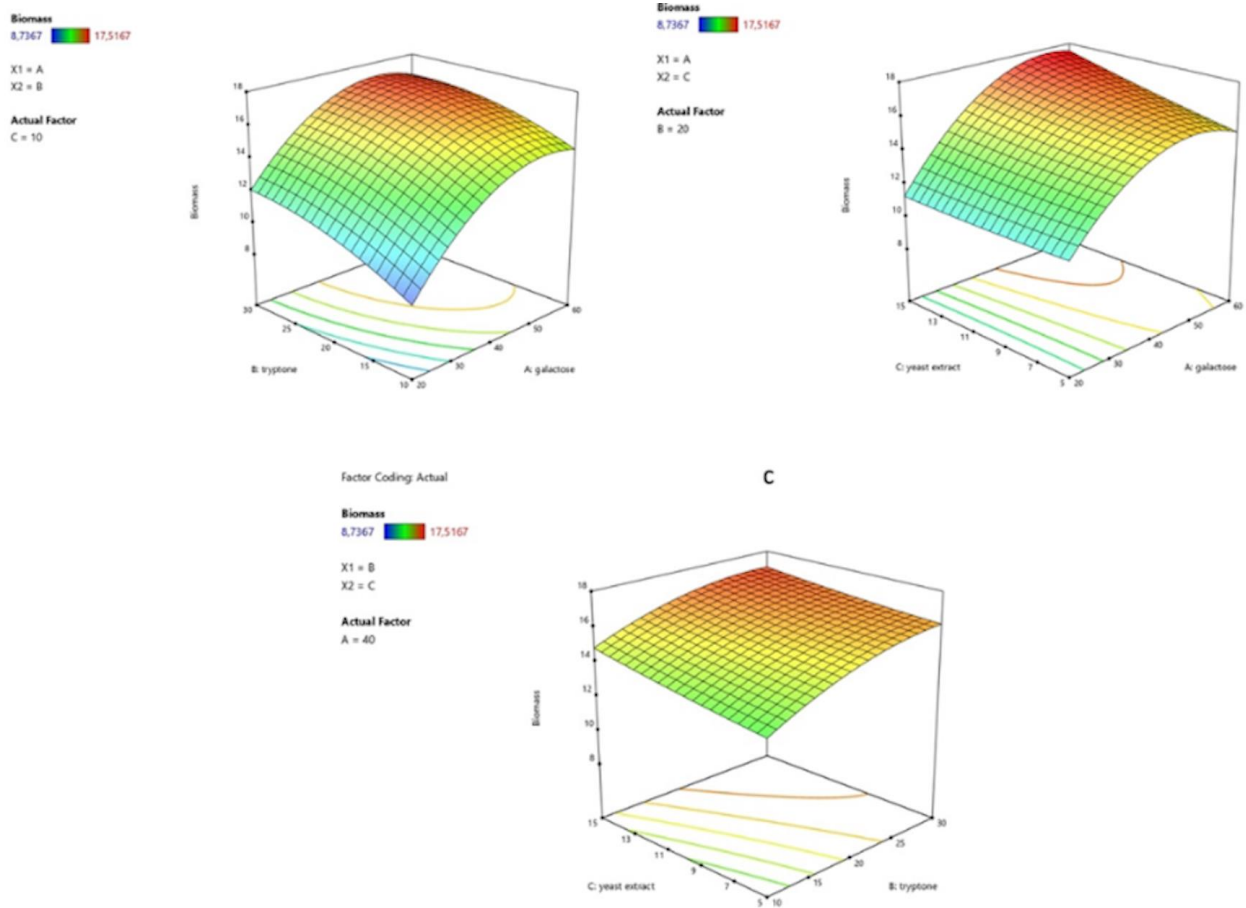 Biomass
8,7367 17,5167
X1 = A
X2 = B
Actual Factor
C = 10
18
16
14
12
10
8
Biomass
30
25
20
15
10
20
30
40
50
60
B: tryptone
A: galactose
Biomass
8,7367 17,5167
X1 = A
X2 = C
Actual Factor
B = 20
18
16
14
12
10
8
Biomass
15
13
11
9
7
5
20
30
40
50
60
C: yeast extract
A: galactose
Factor Coding: Actual
C
Biomass
8,7367 17,5167
X1 = B
X2 = C
Actual Factor
A = 40
18
16
14
12
10
8
Biomass
15
13
11
9
7
5
10
15
20
25
30
C: yeast extract
B: tryptone